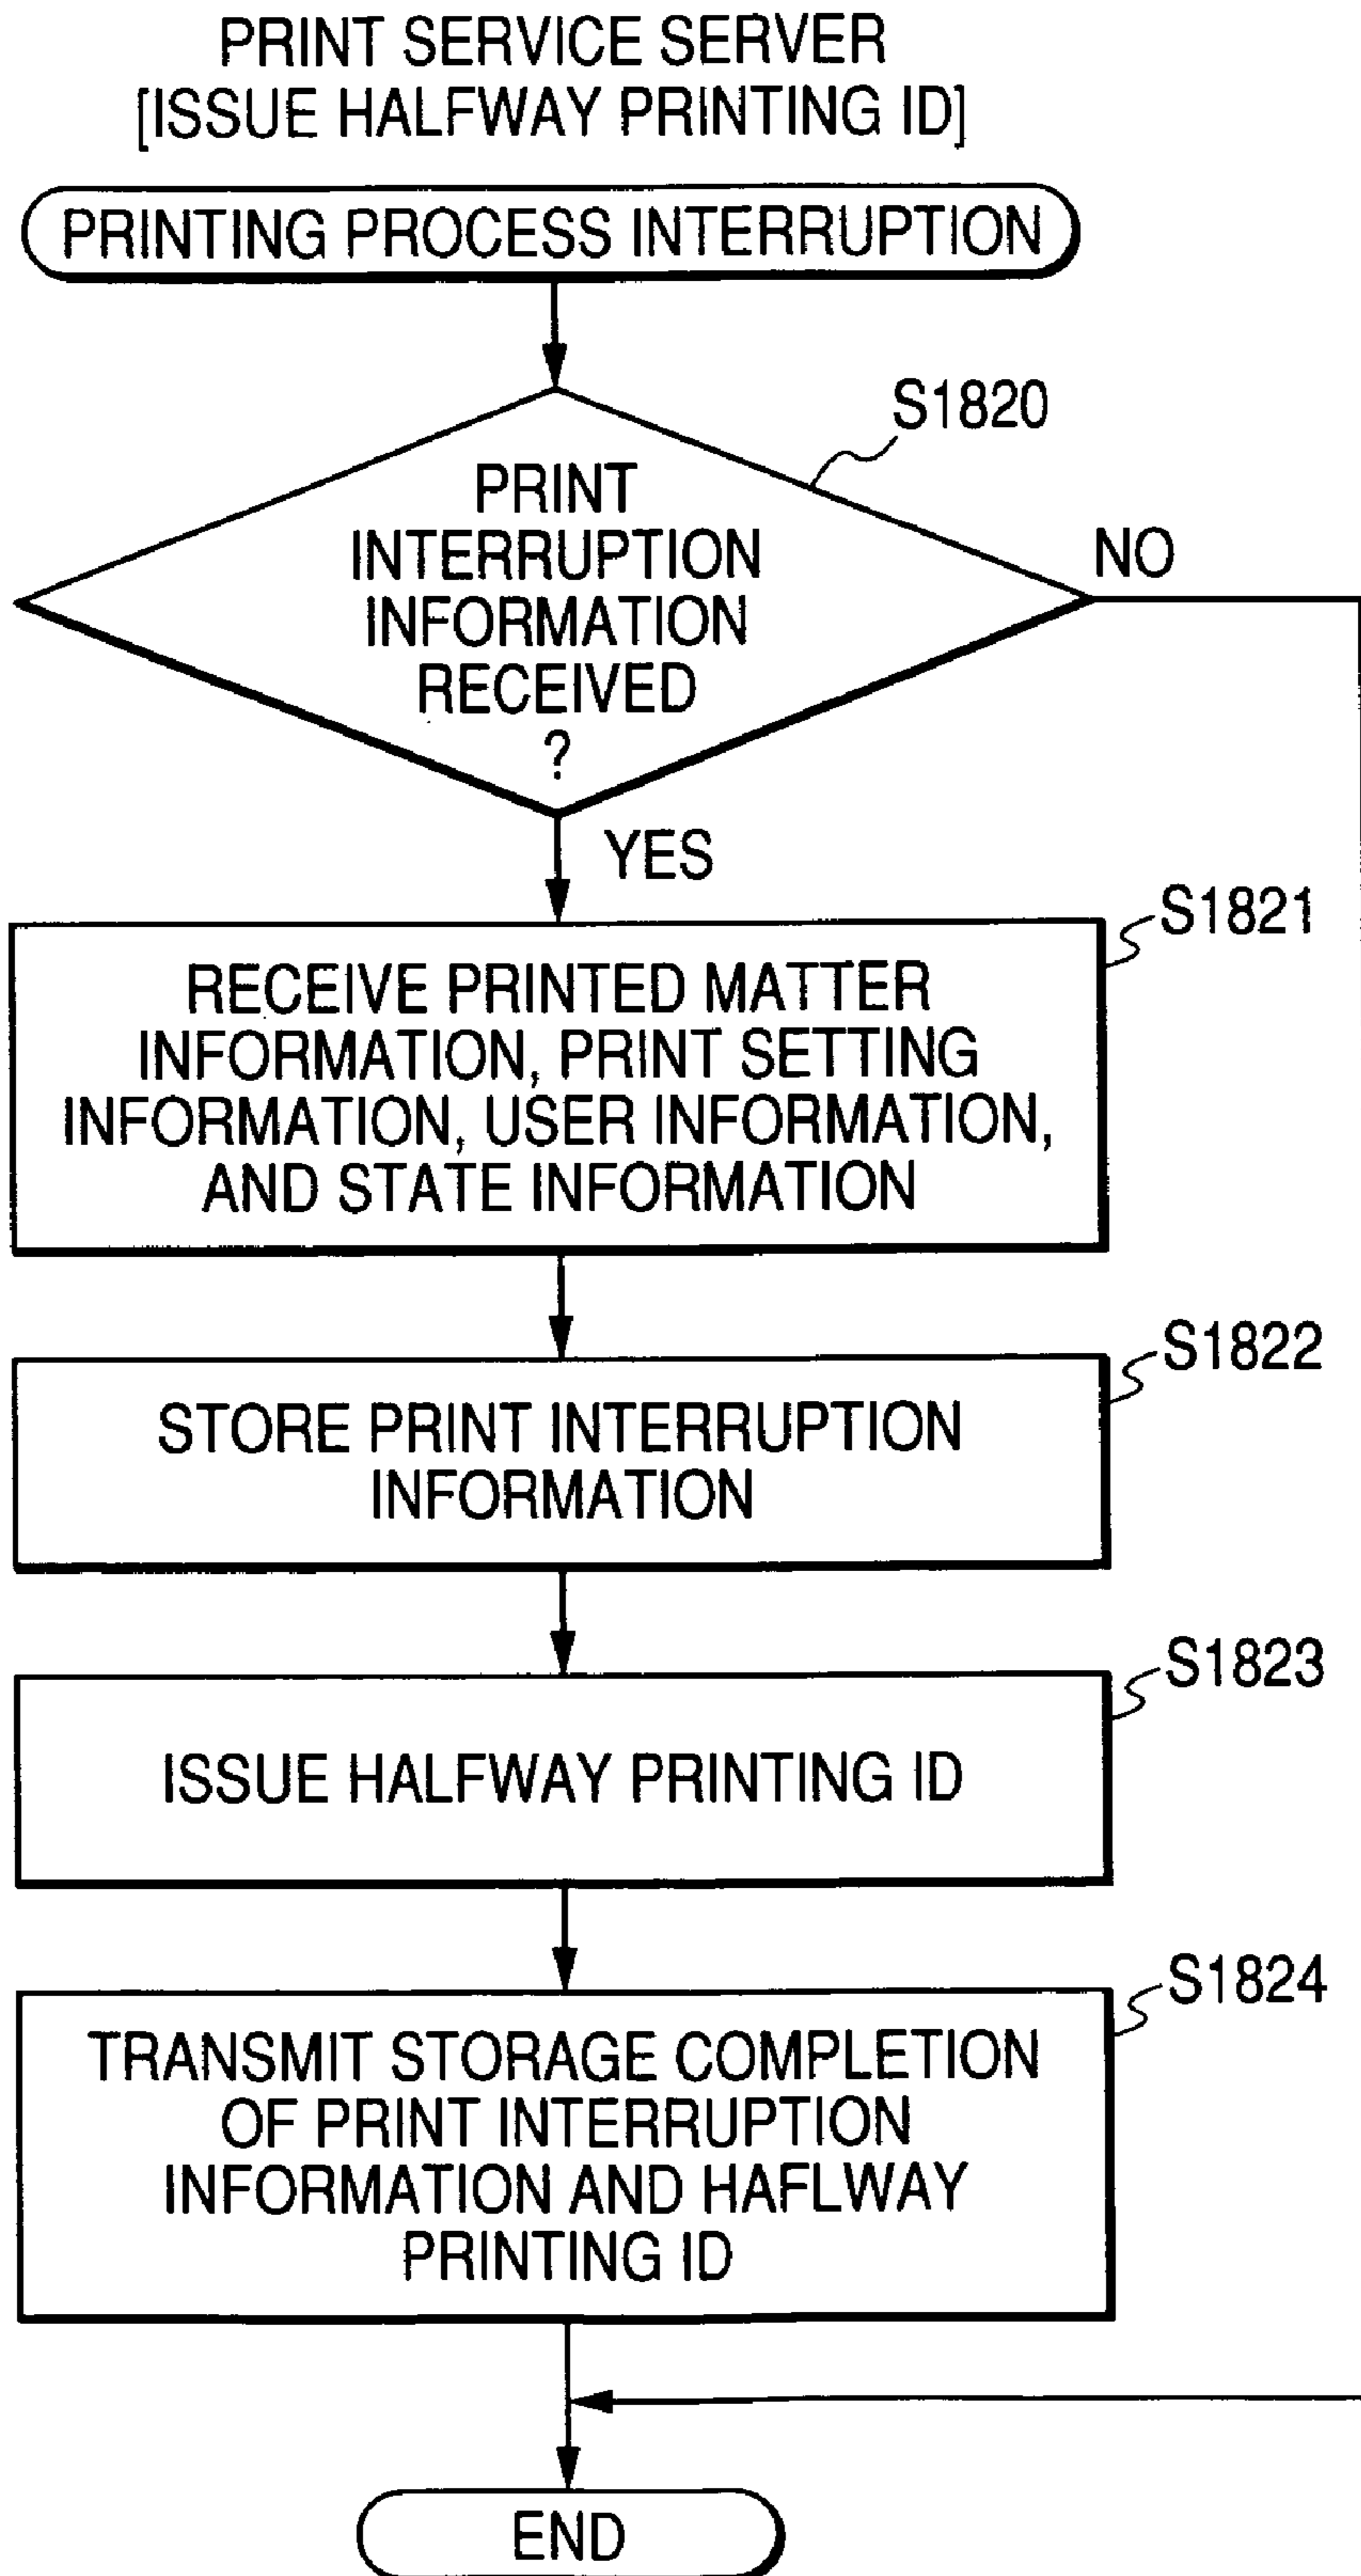 PRINT SERVICE SERVER
[ISSUE HALFWAY PRINTING ID]
PRINTING PROCESS INTERRUPTION
S1820
PRINT
INTERRUPTION
INFORMATION
RECEIVED
?
NO
YES
S1821
RECEIVE PRINTED MATTER
INFORMATION, PRINT SETTING
INFORMATION, USER INFORMATION,
AND STATE INFORMATION
S1822
STORE PRINT INTERRUPTION
INFORMATION
S1823
ISSUE HALFWAY PRINTING ID
S1824
TRANSMIT STORAGE COMPLETION
OF PRINT INTERRUPTION
INFORMATION AND HAFLWAY
PRINTING ID
END